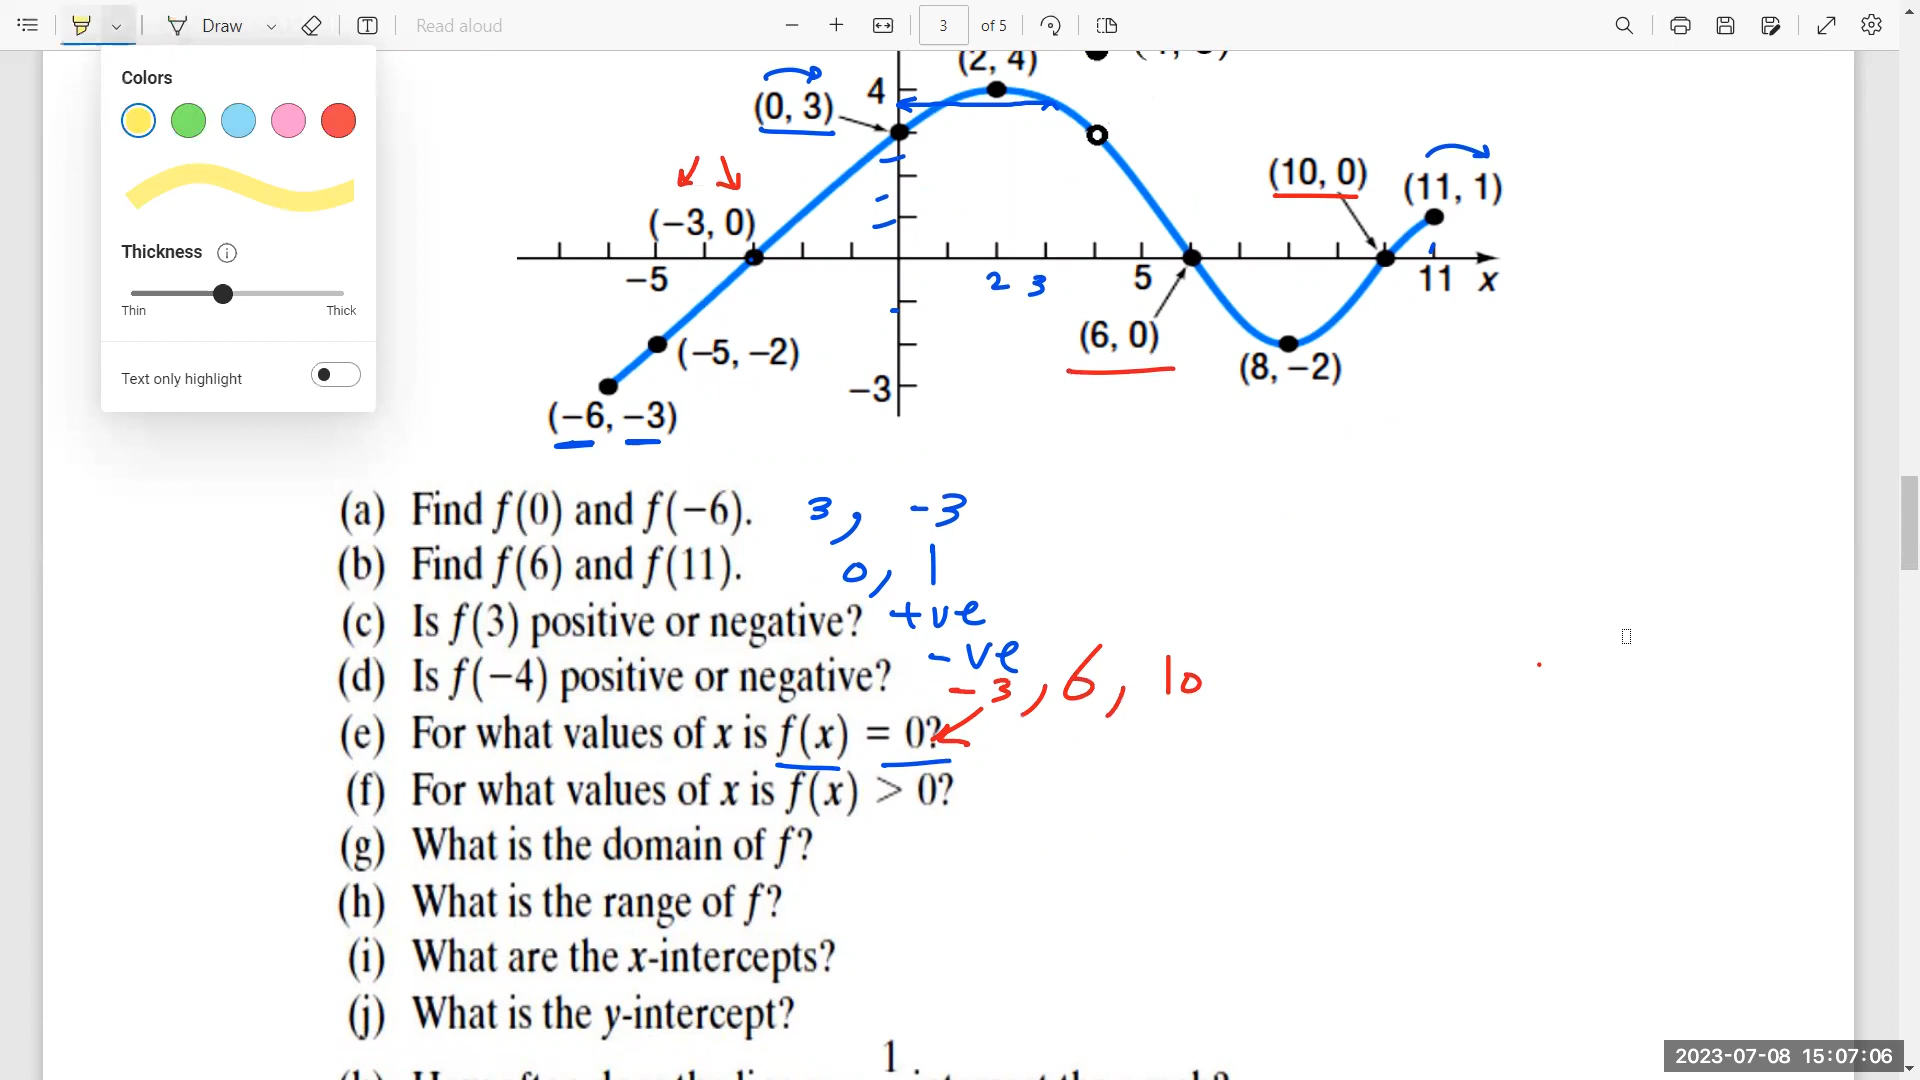 Draw
Read aloud
3 of 5
Colors
Thickness
Thin Thick
Text only highlight
(2, 4)
(0, 3) 4
(10, 0) (11, 1)
(−3, 0)
−5 2 3 5 11 x
(6, 0)
(−5, −2) (8, −2)
−3
(−6, −3)
(a) Find f(0) and f(−6). 3, -3
(b) Find f(6) and f(11). 0, 1
(c) Is f(3) positive or negative? +ve
(d) Is f(−4) positive or negative? -ve
-3, 6, 10
(e) For what values of x is f(x) = 0?
(f) For what values of x is f(x) > 0?
(g) What is the domain of f?
(h) What is the range of f?
(i) What are the x-intercepts?
(j) What is the y-intercept?
1
2023-07-08 15:07:06